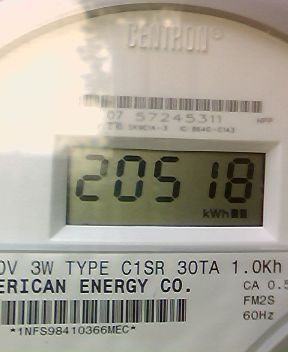 CENTRON®
07 57245311 NPP
20518
kWh
0V 3W TYPE C1SR 30TA 1.0Kh
ERICAN ENERGY CO. CA 0.5
FM2S
*1NFS98410366MEC* 60Hz